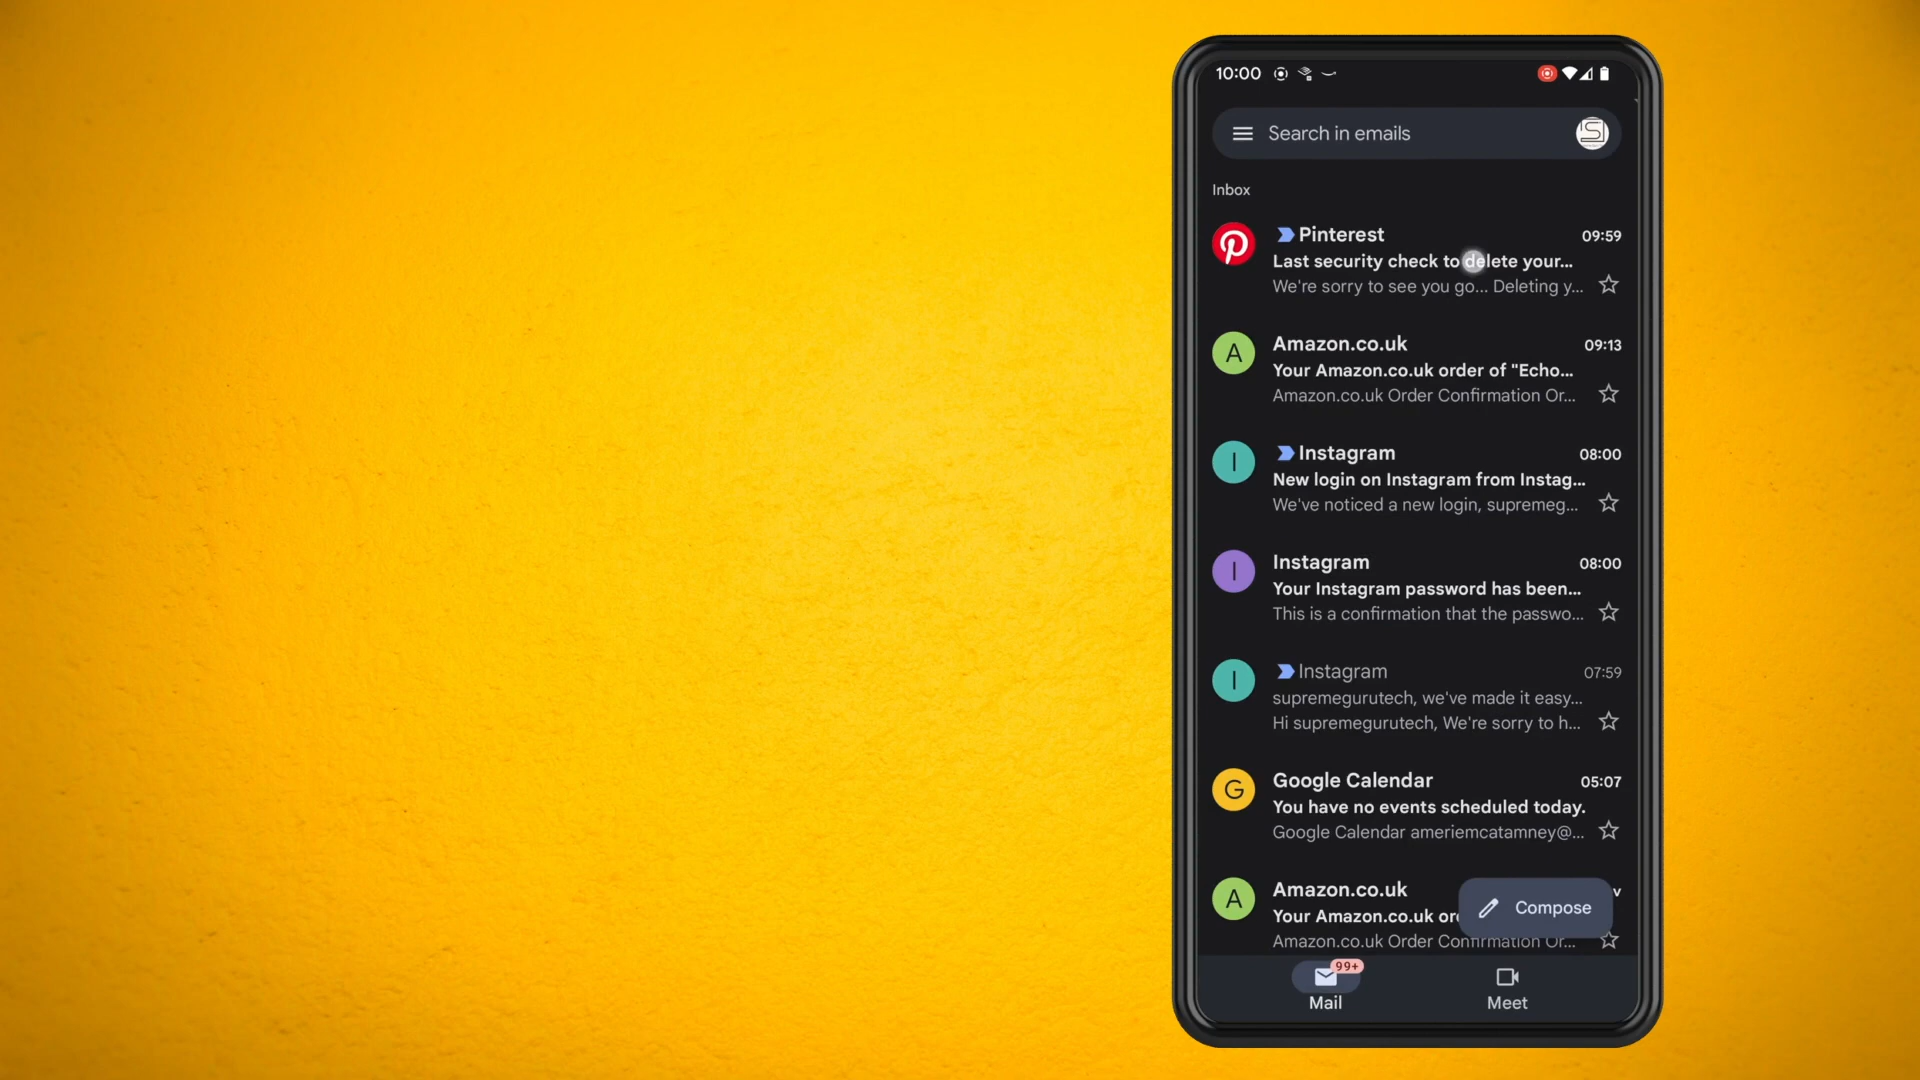 10:00
Search in emails
Inbox
Pinterest 09:59
Last security check to delete your...
We're sorry to see you go... Deleting y...
A Amazon.co.uk 09:13
Your Amazon.co.uk order of "Echo...
Amazon.co.uk Order Confirmation Or...
I Instagram 08:00
New login on Instagram from Instag...
We've noticed a new login, supremeg...
I Instagram 08:00
Your Instagram password has been...
This is a confirmation that the passwo...
I Instagram 07:59
supremegurutech, we've made it easy...
Hi supremegurutech, We're sorry to h...
G Google Calendar 05:07
You have no events scheduled today.
Google Calendar ameriemcatamney@...
A Amazon.co.uk
Your Amazon.co.uk
Compose
Amazon.co.uk Order Confirmation Or...
99+
Mail Meet